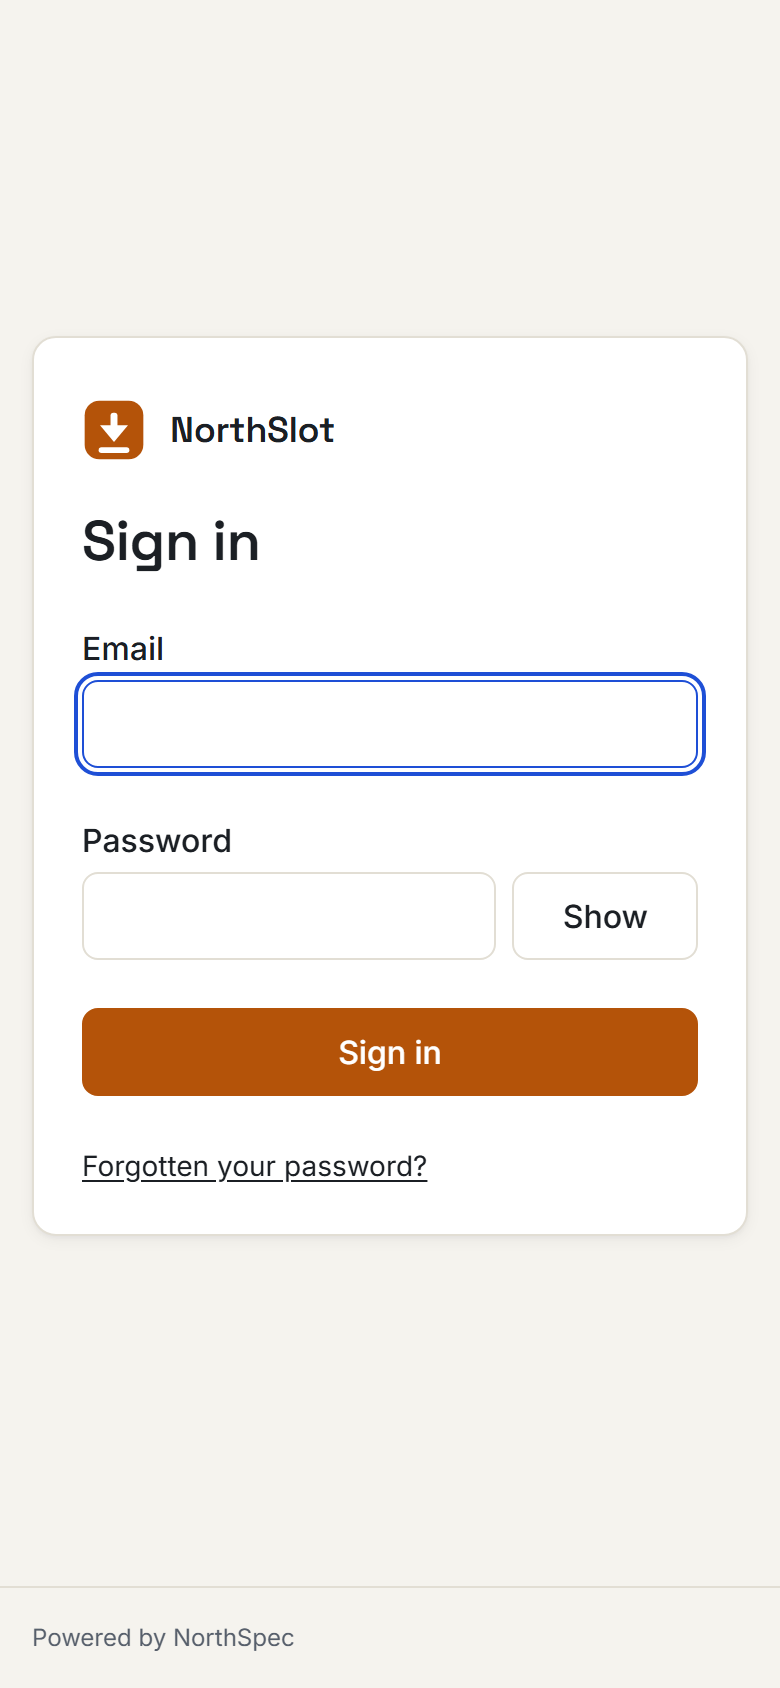 NorthSlot
Sign in
Email
Password
Show
Sign in
Forgotten your password?
Powered by NorthSpec